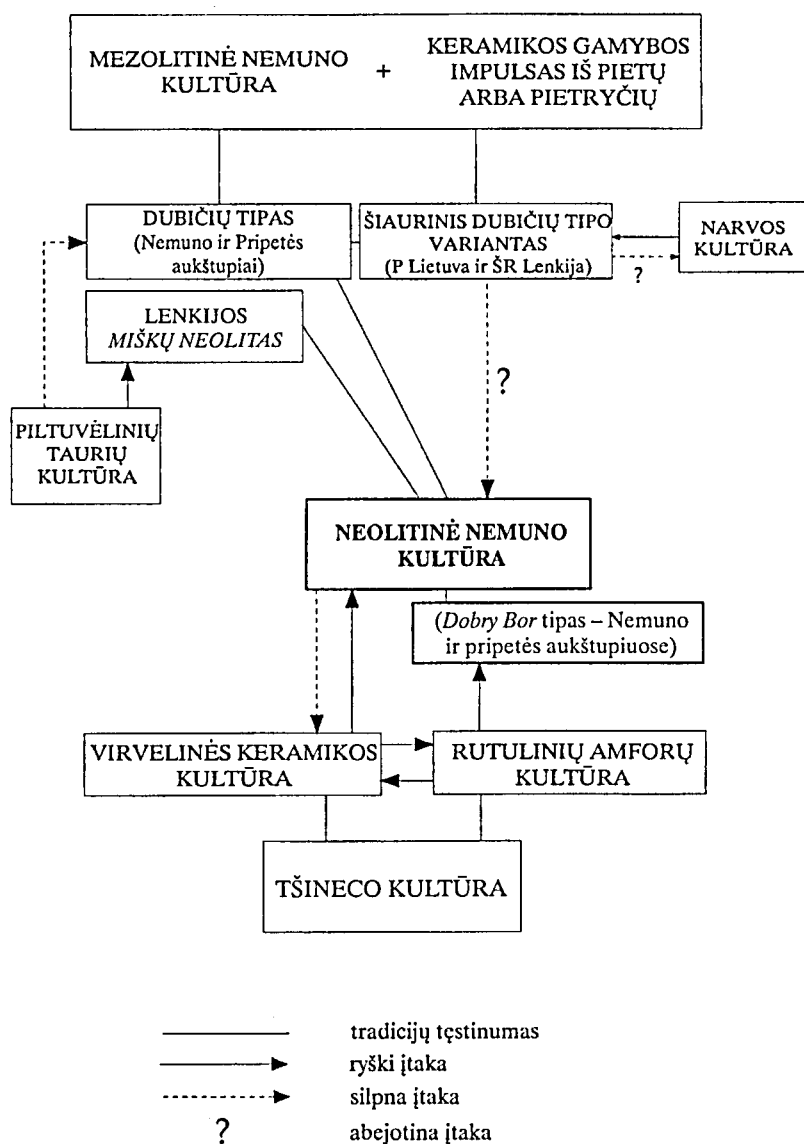 MEZOLITINĖ NEMUNO
KULTŪRA
+
KERAMIKOS GAMYBOS
IMPULSAS IŠ PIETŲ
ARBA PIETRYČIŲ
DUBIČIŲ TIPAS
(Nemuno ir Pripetės
aukštupiai)
ŠIAURINIS DUBIČIŲ TIPO
VARIANTAS
(P Lietuva ir ŠR Lenkija)
NARVOS
KULTŪRA
?
LENKIJOS
MIŠKŲ NEOLITAS
?
PILTUVĖLINIŲ
TAURIŲ
KULTŪRA
NEOLITINĖ NEMUNO
KULTŪRA
(Dobry Bor tipas – Nemuno
ir pripetės aukštupiuose)
VIRVELINĖS KERAMIKOS
KULTŪRA
RUTULINIŲ AMFORŲ
KULTŪRA
TŠINECO KULTŪRA
tradicijų tęstinumas
ryški įtaka
silpna įtaka
? abejotina įtaka